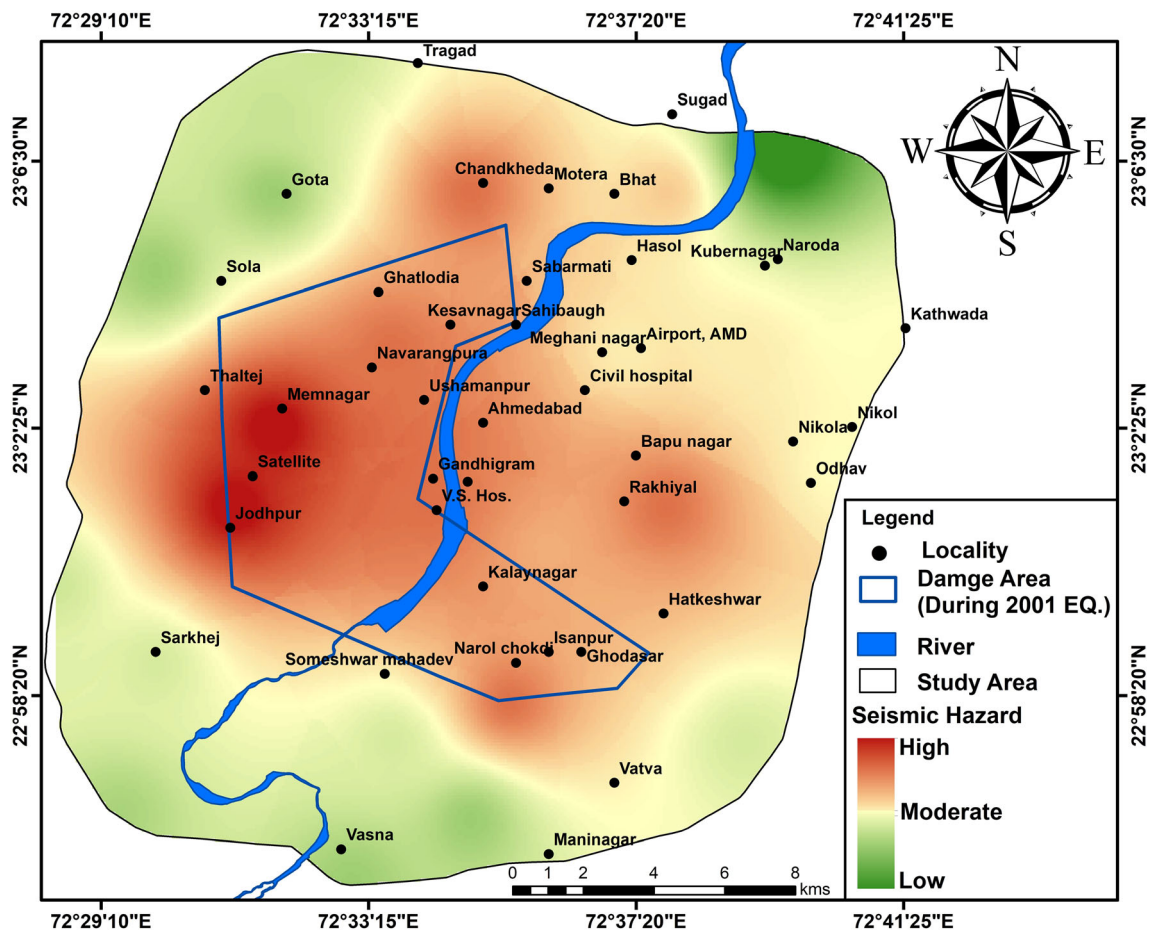 72°29'10"E 72°33'15"E 72°37'20"E 72°41'25"E
Tragad
Sugad
N
W E
S
23°6'30"N 23°6'30"N
Chandkheda
Motera
Bhat
Gota
Hasol
Kubernagar
Naroda
Sola
Sabarmati
Ghatlodia
Kesavnagar
Sahibaugh
Kathwada
Meghani nagar
Airport, AMD
Navarangpura
Thaltej
Civil hospital
Memnagar
Ushamanpur
Ahmedabad
23°2'25"N 23°2'25"N
Nikola
Nikol
Bapu nagar
Satellite
Gandhigram
Odhav
V.S. Hos.
Rakhiyal
Jodhpur
Kalaynagar
Hatkeshwar
Sarkhej
Someshwar mahadev
Narol chokdi
Isanpur
Ghodasar
22°58'20"N 22°58'20"N
Vatva
Vasna
Maninagar
Legend
Locality
Damge Area
(During 2001 EQ.)
River
Study Area
Seismic Hazard
High
Moderate
Low
0 1 2 4 6 8
kms
72°29'10"E 72°33'15"E 72°37'20"E 72°41'25"E